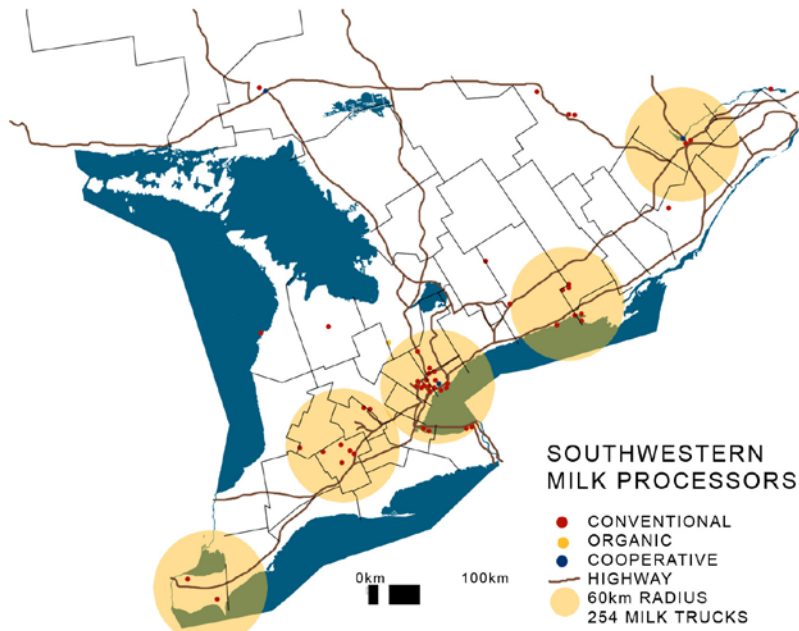 SOUTHWESTERN
MILK PROCESSORS
CONVENTIONAL
ORGANIC
COOPERATIVE
HIGHWAY
60km RADIUS
254 MILK TRUCKS
0km 100km